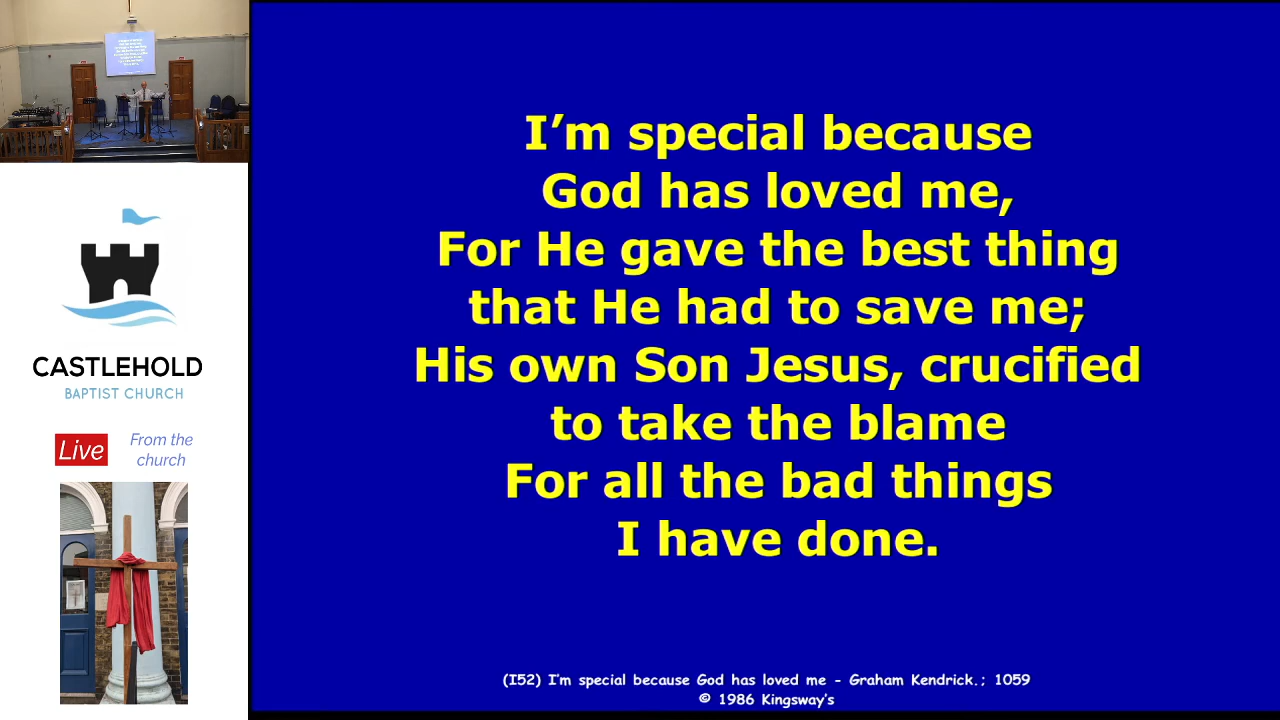 CASTLEHOLD
BAPTIST CHURCH
Live
From the
church
I’m special because
God has loved me,
For He gave the best thing
that He had to save me;
His own Son Jesus, crucified
to take the blame
For all the bad things
I have done.
(I52) I’m special because God has loved me - Graham Kendrick.; 1059
© 1986 Kingsway’s